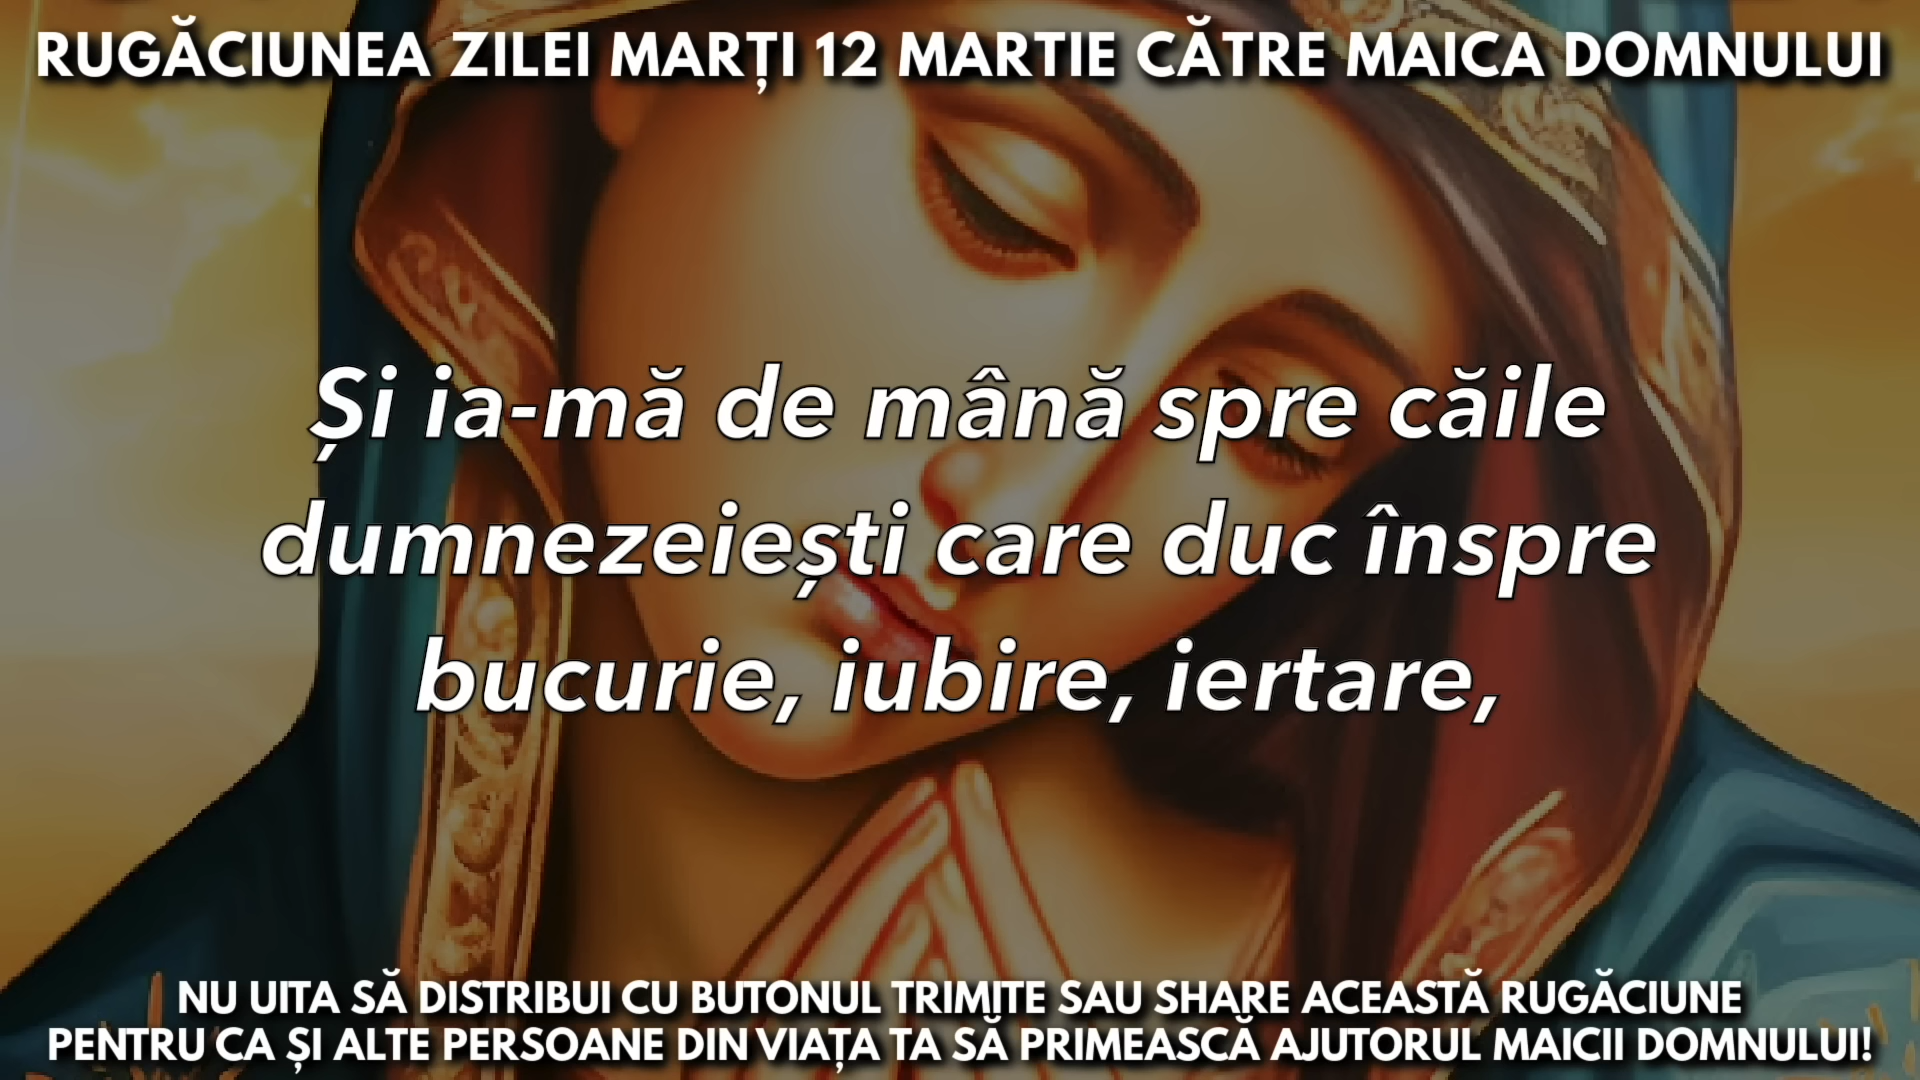 RUGĂCIUNEA ZILEI MARȚI 12 MARTIE CĂTRE MAICA DOMNULUI
Și ia-mă de mână spre căile
dumnezeiești care duc înspre
bucurie, iubire, iertare,
NU UITA SĂ DISTRIBUI CU BUTONUL TRIMITE SAU SHARE ACEASTĂ RUGĂCIUNE
PENTRU CA ȘI ALTE PERSOANE DIN VIAȚA TA SĂ PRIMEASCĂ AJUTORUL MAICII DOMNULUI!